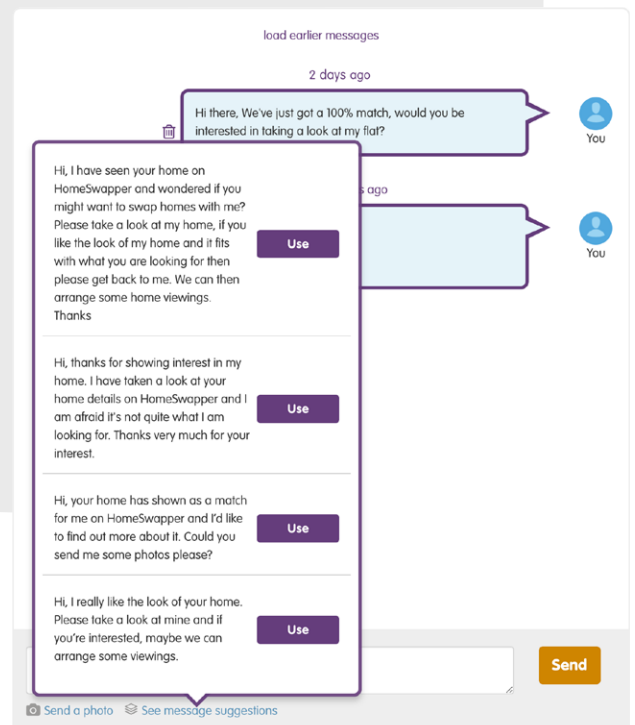 load earlier messages
2 days ago
Hi there, We've just got a 100% match, would you be
interested in taking a look at my flat?
You
Hi, I have seen your home on
HomeSwapper and wondered if you
might want to swap homes with me?
Please take a look at my home, if you
like the look of my home and it fits
with what you are looking for then
please get back to me. We can then
arrange some home viewings.
Thanks
Use
ago
You
Hi, thanks for showing interest in my
home. I have taken a look at your
home details on HomeSwapper and I
am afraid it's not quite what I am
looking for. Thanks very much for your
interest.
Use
Hi, your home has shown as a match
for me on HomeSwapper and I'd like
to find out more about it. Could you
send me some photos please?
Use
Hi, I really like the look of your home.
Please take a look at mine and if
you're interested, maybe we can
arrange some viewings.
Use
Send
Send a photo
See message suggestions